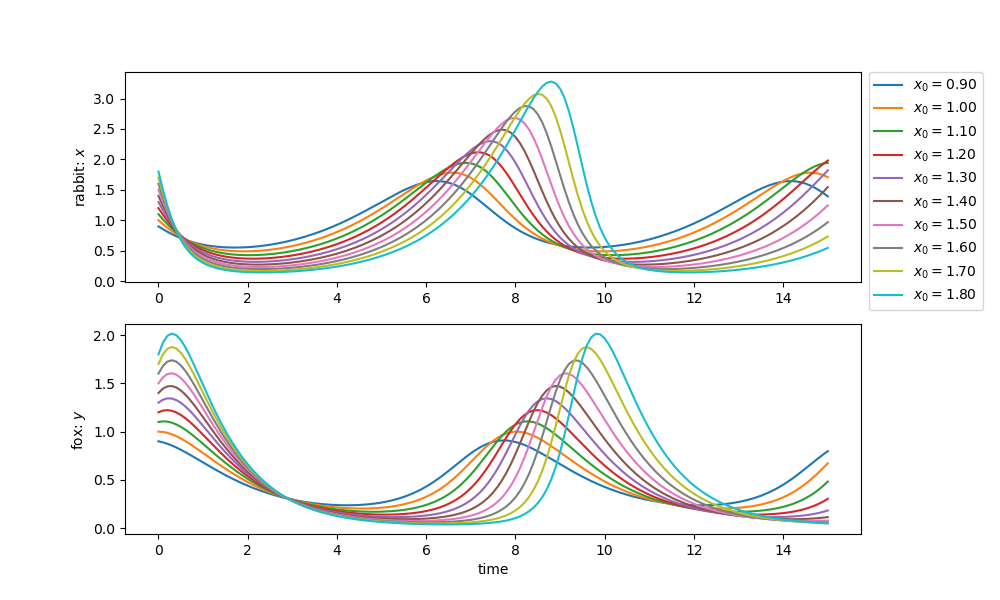 rabbit: x
3.0
2.5
2.0
1.5
1.0
0.5
0.0
0 2 4 6 8 10 12 14
x₀ = 0.90
x₀ = 1.00
x₀ = 1.10
x₀ = 1.20
x₀ = 1.30
x₀ = 1.40
x₀ = 1.50
x₀ = 1.60
x₀ = 1.70
x₀ = 1.80
fox: y
2.0
1.5
1.0
0.5
0.0
0 2 4 6 8 10 12 14
time